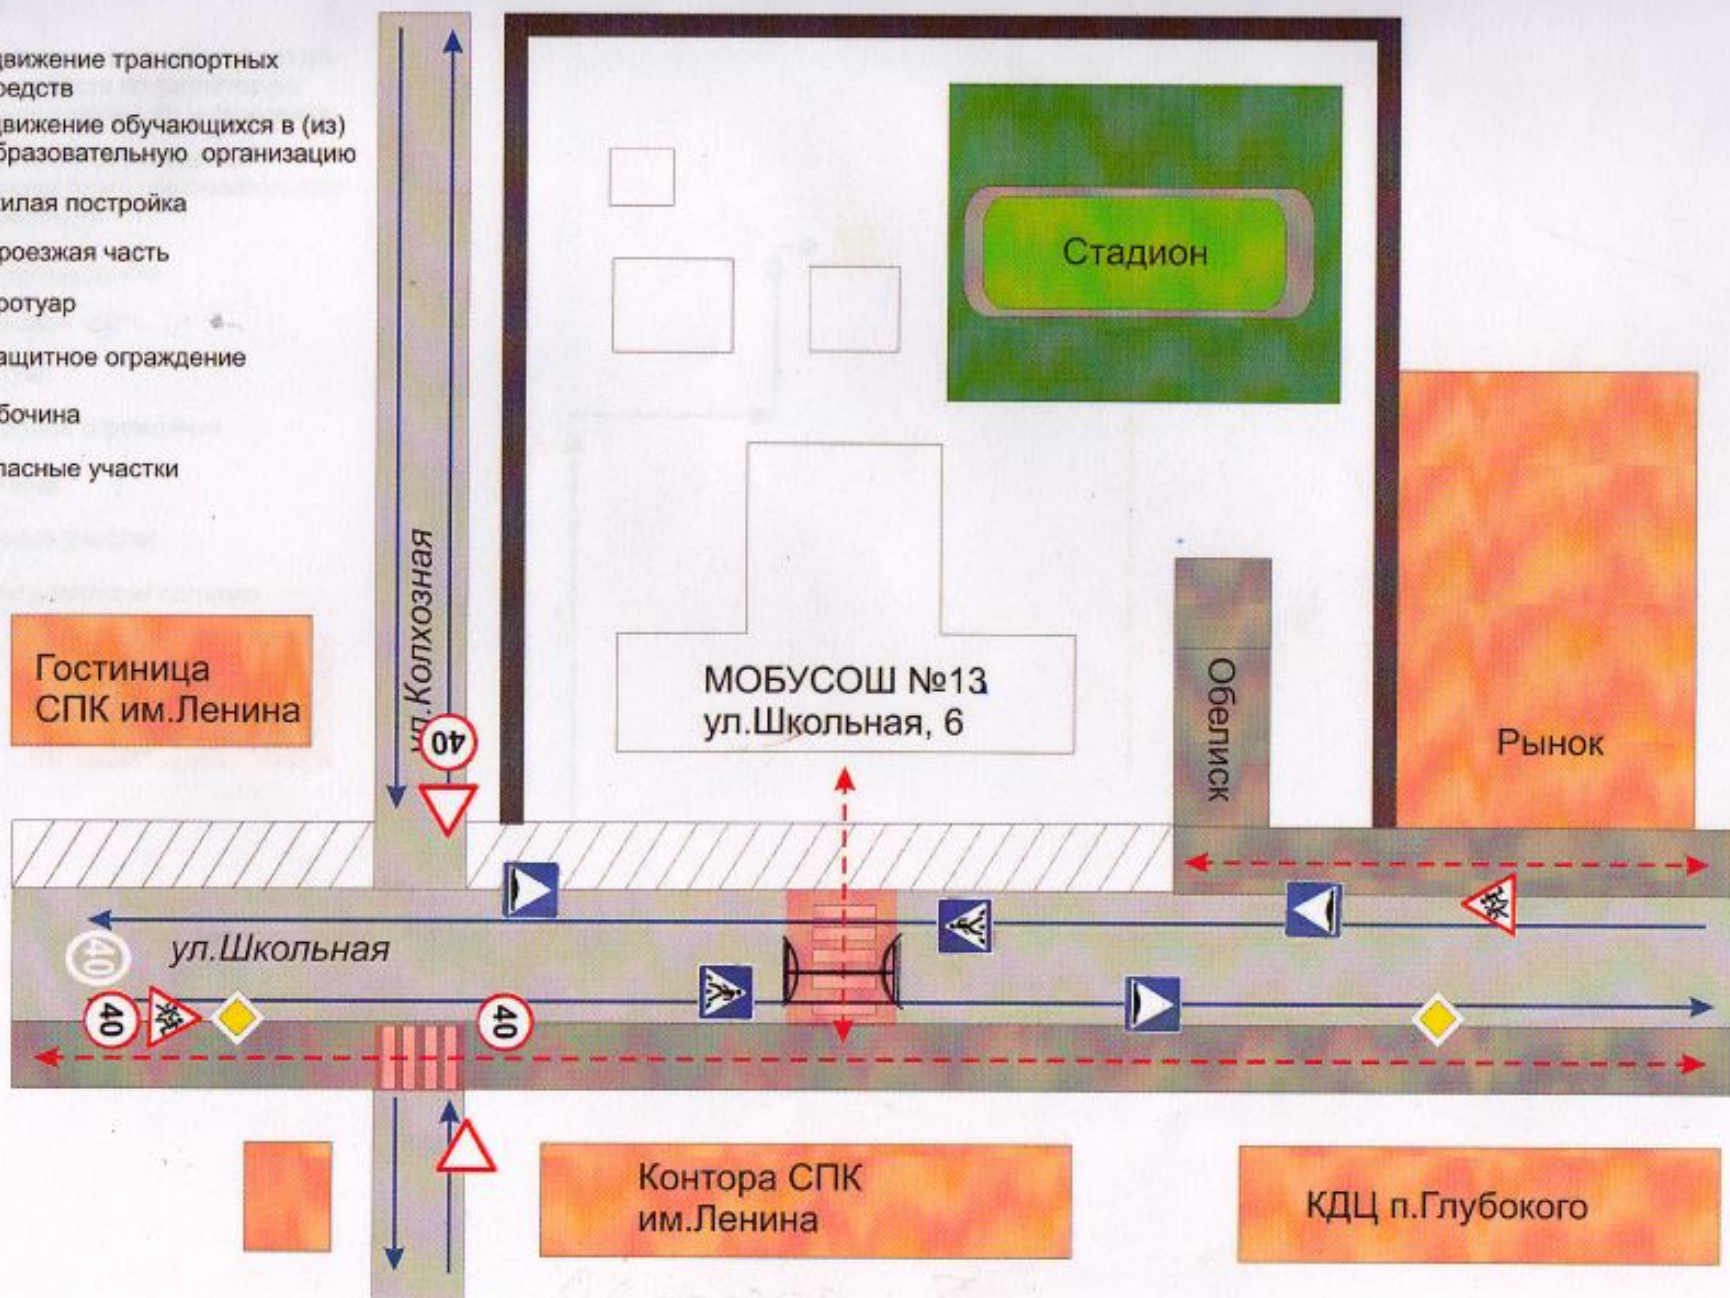 движение транспортных
редств
движение обучающихся в (из)
бразовательную организацию
илая постройка
роезжая часть
ротуар
ащитное ограждение
бочина
пасные участки
Стадион
ул.Колхозная
Гостиница
СПК им.Ленина
МОБУСОШ №13
ул.Школьная, 6
Обелиск
Рынок
40
ул.Школьная
40
40
40
Контора СПК
им.Ленина
КДЦ п.Глубокого